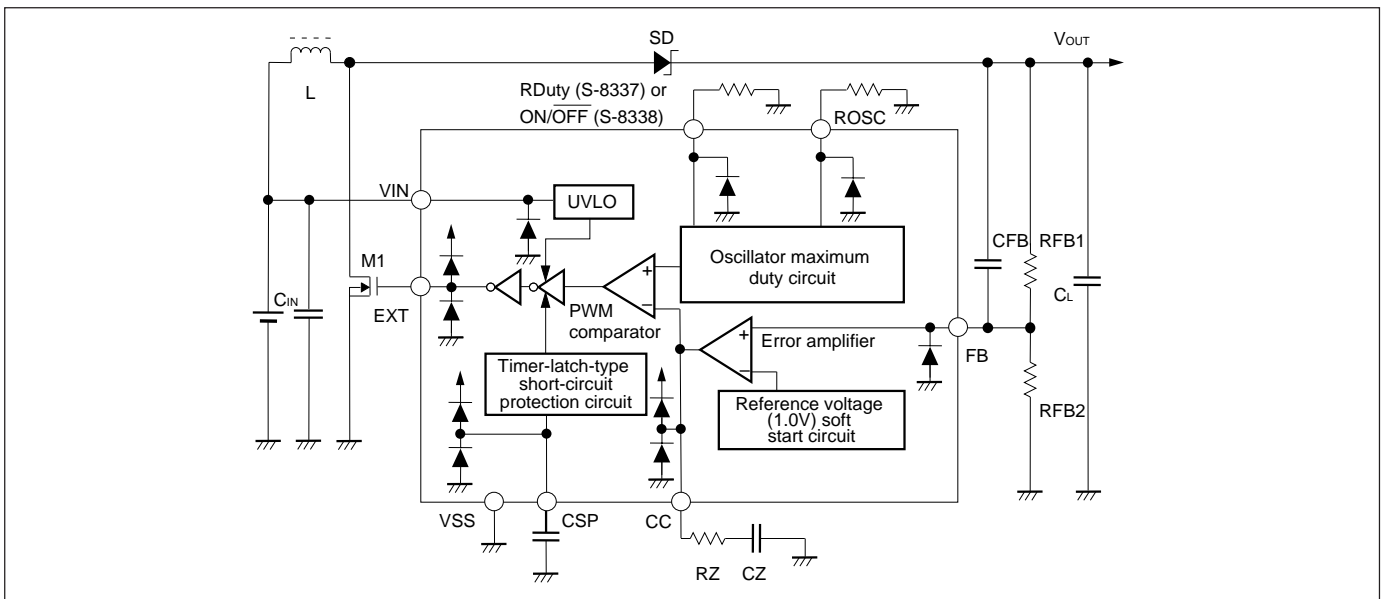 SD
VOUT
L
RDuty (S-8337) or
ON/OFF (S-8338)
ROSC
VIN
UVLO
M1
Oscillator maximum
duty circuit
CFB
RFB1
CIN
CL
EXT
PWM
comparator
+
−
+
−
Error amplifier
FB
Timer-latch-type
short-circuit
protection circuit
Reference voltage
(1.0V) soft
start circuit
RFB2
VSS
CSP
CC
RZ
CZ